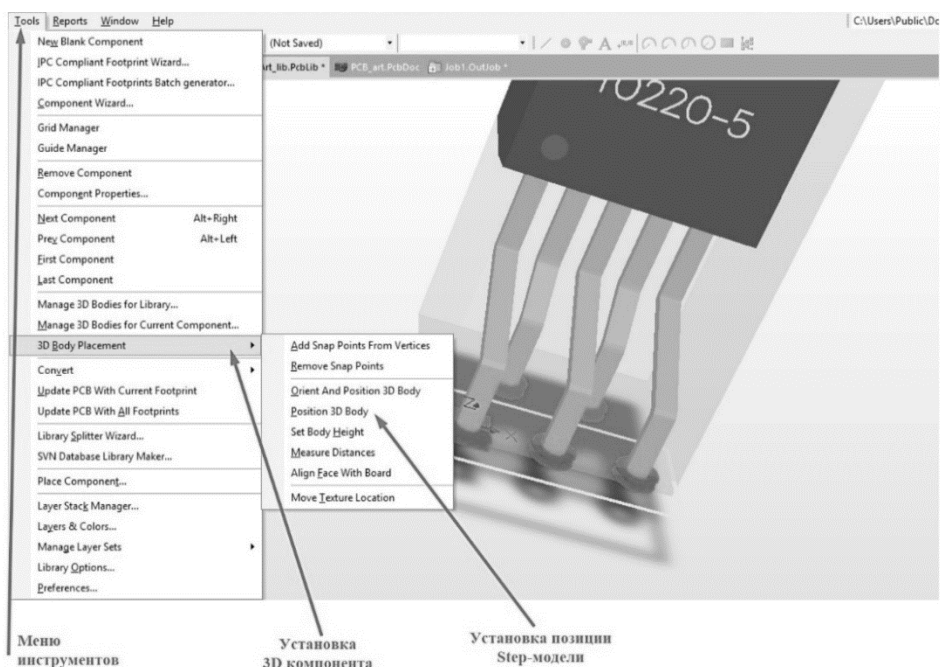 Tools Reports Window Help
C:\Users\Public\Do
(Not Saved)
rt_lib.PcbLib * PCB_art.PcbDoc Job1.OutJob *
New Blank Component
IPC Compliant Footprint Wizard...
IPC Compliant Footprints Batch generator...
Component Wizard...
Grid Manager
Guide Manager
Remove Component
Component Properties...
Next Component Alt+Right
Prev Component Alt+Left
First Component
Last Component
Manage 3D Bodies for Library...
Manage 3D Bodies for Current Component...
3D Body Placement
Convert
Update PCB With Current Footprint
Update PCB With All Footprints
Library Splitter Wizard...
SVN Database Library Maker...
Place Component...
Layer Stack Manager...
Layers & Colors...
Manage Layer Sets
Library Options...
Preferences...
Add Snap Points From Vertices
Remove Snap Points
Orient And Position 3D Body
Position 3D Body
Set Body Height
Measure Distances
Align Face With Board
Move Texture Location
TO220-5
Z
X
Меню
инструментов
Установка
3D компонента
Установка позиции
Step-модели